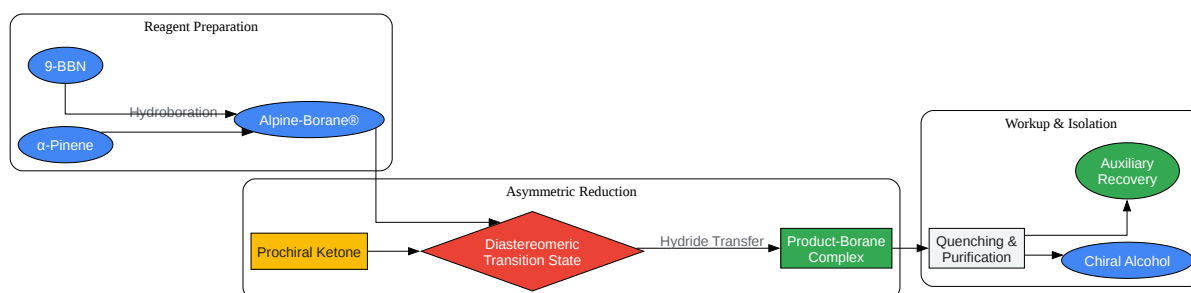 Reagent Preparation
9-BBN
Hydroboration
Alpine-Borane®
α-Pinene
Asymmetric Reduction
Prochiral Ketone
Diastereomeric
Transition State
Hydride Transfer
Product-Borane
Complex
Workup & Isolation
Auxiliary
Recovery
Quenching &
Purification
Chiral Alcohol